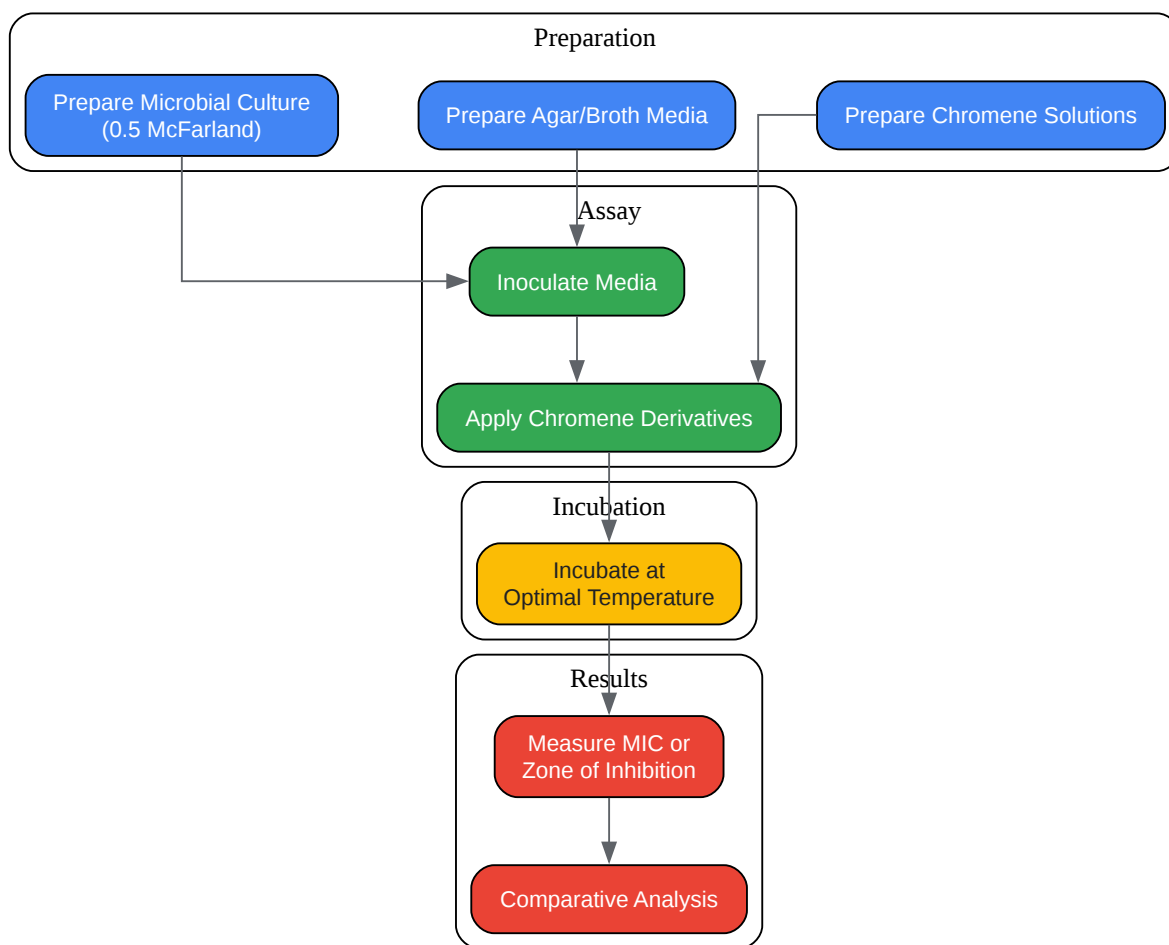 Preparation
Prepare Microbial Culture
(0.5 McFarland)
Prepare Agar/Broth Media
Prepare Chromene Solutions
Assay
Inoculate Media
Apply Chromene Derivatives
Incubation
Incubate at
Optimal Temperature
Results
Measure MIC or
Zone of Inhibition
Comparative Analysis